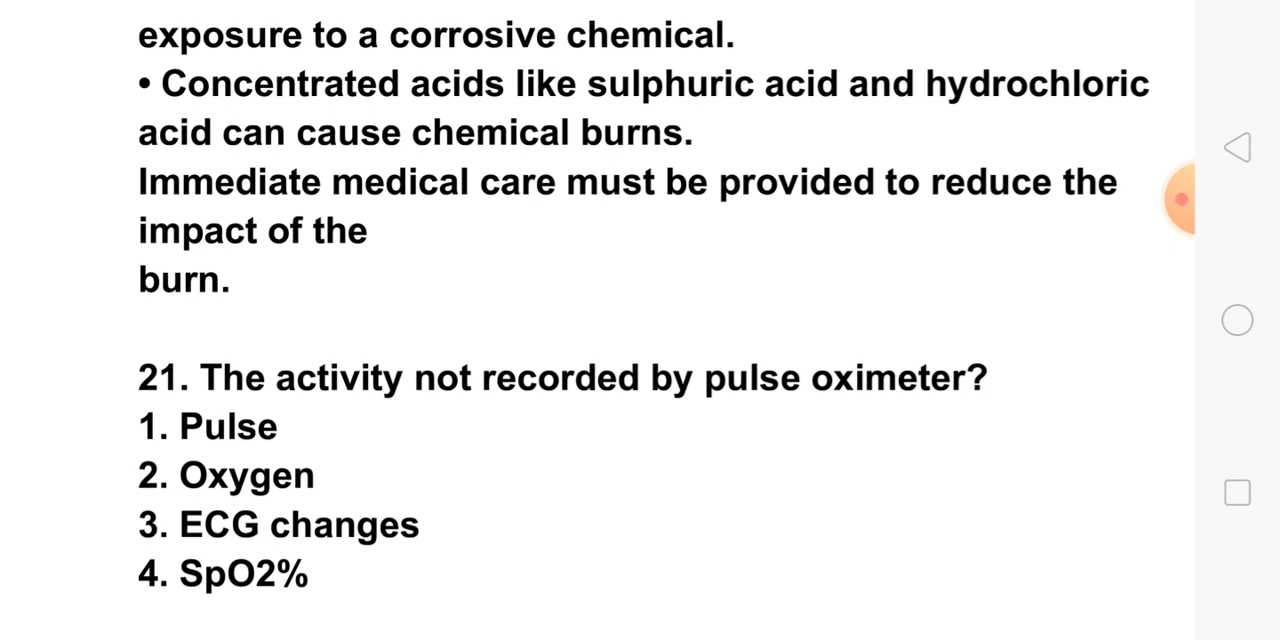 exposure to a corrosive chemical.
• Concentrated acids like sulphuric acid and hydrochloric
acid can cause chemical burns.
Immediate medical care must be provided to reduce the
impact of the
burn.
21. The activity not recorded by pulse oximeter?
1. Pulse
2. Oxygen
3. ECG changes
4. SpO2%